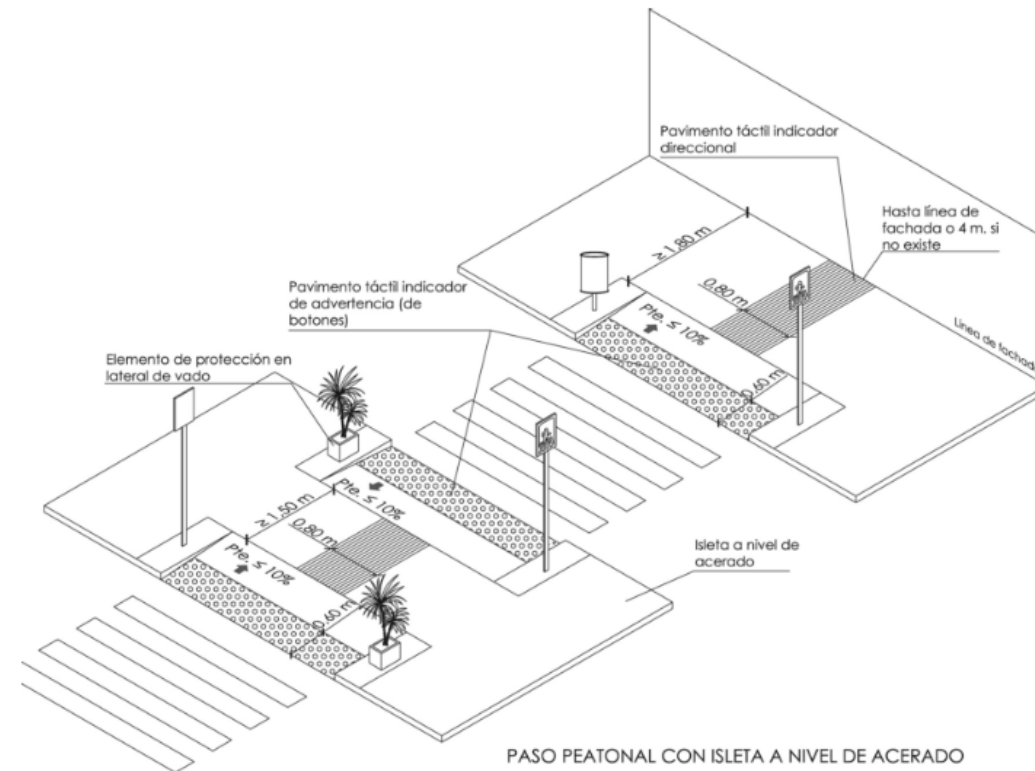 Pavimento táctil indicador
direccional
Hasta línea de
fachada o 4 m. si
no existe
≥ 1,80 m
0,80 m
Pavimento táctil indicador
de advertencia (de
botones)
Pte. ≤ 10%
Línea de fachada
Elemento de protección en
lateral de vado
0,60 m
Pte. ≤ 10%
≥ 1,50 m
0,80 m
Isleta a nivel de
acerado
Pte. ≤ 10%
0,60 m
PASO PEATONAL CON ISLETA A NIVEL DE ACERADO